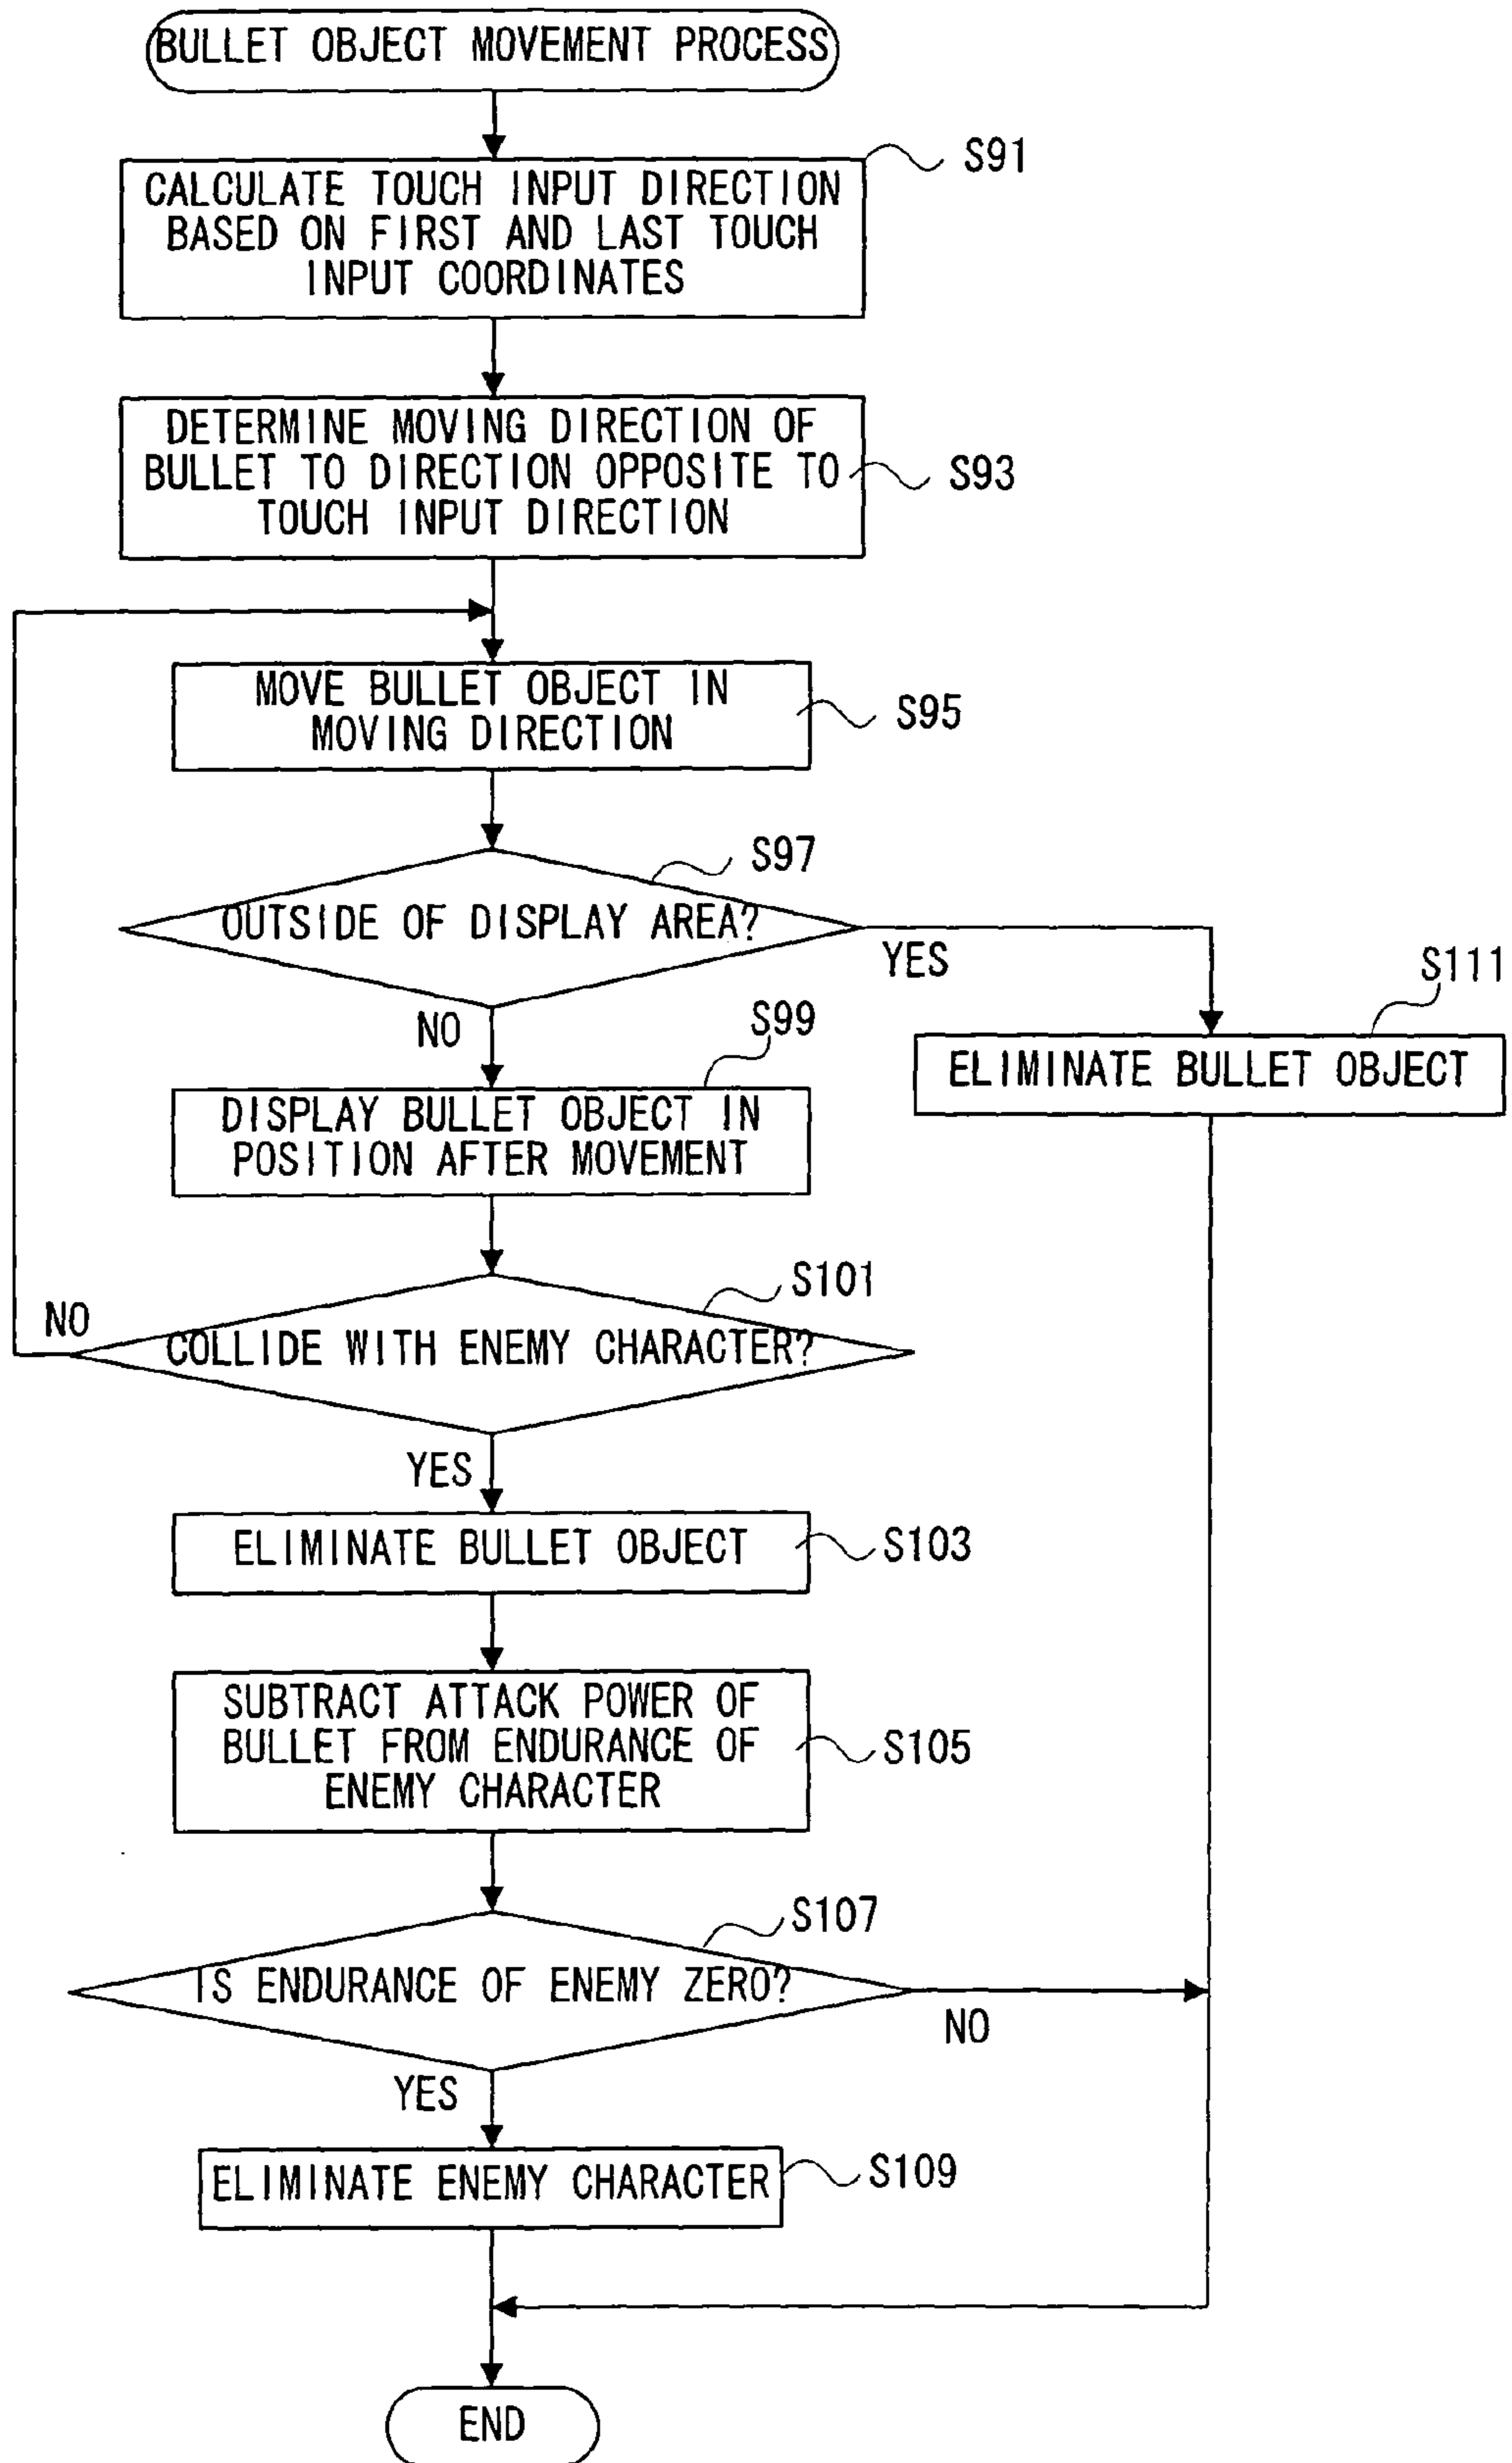 BULLET OBJECT MOVEMENT PROCESS
S91
CALCULATE TOUCH INPUT DIRECTION
BASED ON FIRST AND LAST TOUCH
INPUT COORDINATES
DETERMINE MOVING DIRECTION OF
BULLET TO DIRECTION OPPOSITE TO
TOUCH INPUT DIRECTION
S93
MOVE BULLET OBJECT IN
MOVING DIRECTION
S95
S97
OUTSIDE OF DISPLAY AREA?
YES
S111
ELIMINATE BULLET OBJECT
NO
S99
DISPLAY BULLET OBJECT IN
POSITION AFTER MOVEMENT
S101
NO
COLLIDE WITH ENEMY CHARACTER?
YES
ELIMINATE BULLET OBJECT
S103
SUBTRACT ATTACK POWER OF
BULLET FROM ENDURANCE OF
ENEMY CHARACTER
S105
S107
IS ENDURANCE OF ENEMY ZERO?
NO
YES
ELIMINATE ENEMY CHARACTER
S109
END